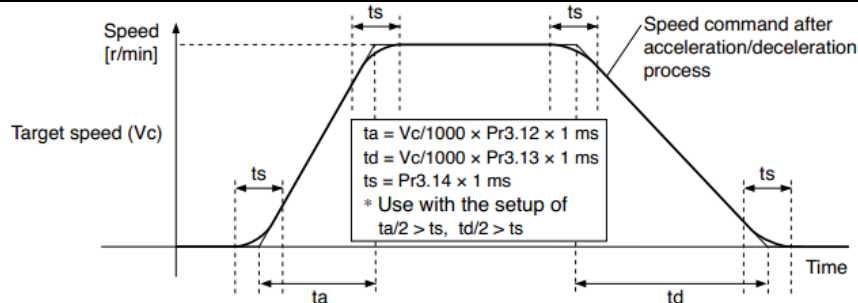 ts
ts
Speed
[r/min]
Speed command after
acceleration/deceleration
process
Target speed (Vc)
ta = Vc/1000 × Pr3.12 × 1 ms
td = Vc/1000 × Pr3.13 × 1 ms
ts = Pr3.14 × 1 ms
* Use with the setup of
ta/2 > ts, td/2 > ts
ts
ts
Time
ta
td